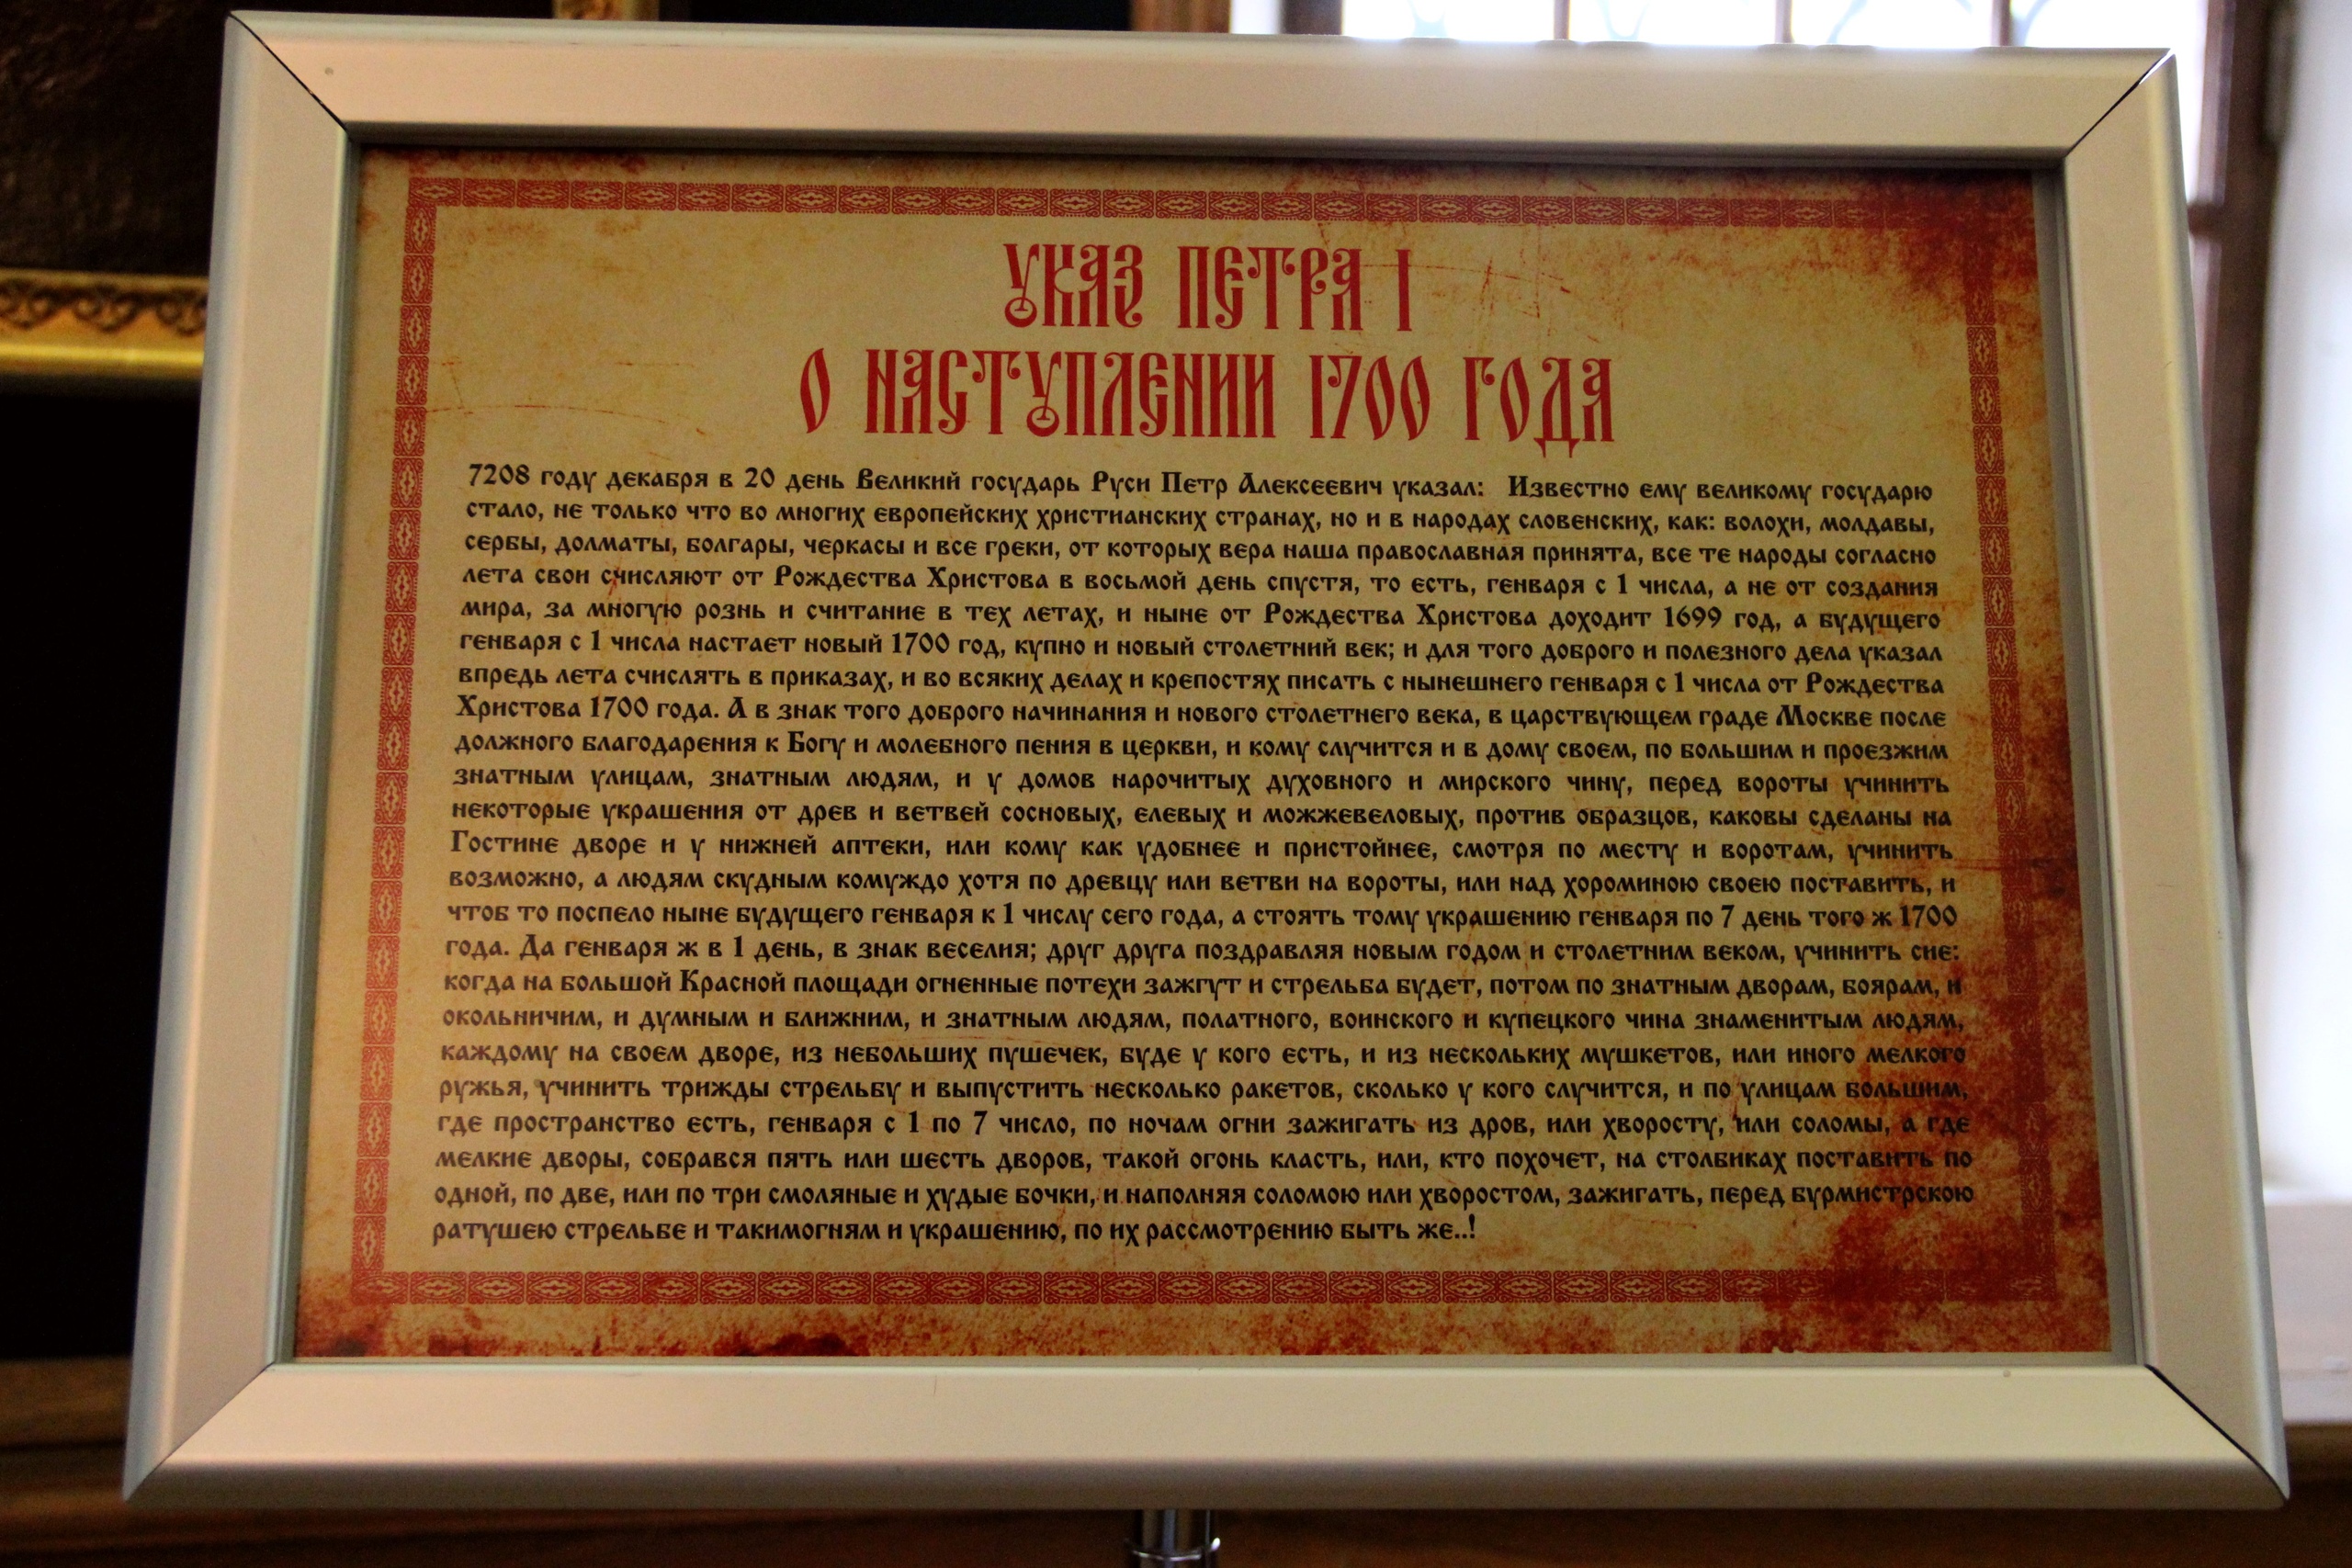 УКАЗ ПЕТРА I
О НАСТУПЛЕНИИ 1700 ГОДА
7208 году декабря в 20 день Великий государь Руси Петр Алексеевич указал: Известно ему великому государю
стало, не только что во многих европейских христианских странах, но и в народах словенских, как: волохи, молдавы,
сербы, долматы, болгары, черкасы и все греки, от которых вера наша православная принята, все те народы согласно
лета свои счисляют от Рождества Христова в восьмой день спустя, то есть, генваря с 1 числа, а не от создания
мира, за многую рознь и считание в тех летах, и ныне от Рождества Христова доходит 1699 год, а будущего
генваря с 1 числа настает новый 1700 год, купно и новый столетний век; и для того доброго и полезного дела указал
впредь лета счислять в приказах, и во всяких делах и крепостях писать с нынешнего генваря с 1 числа от Рождества
Христова 1700 года. А в знак того доброго начинания и нового столетнего века, в царствующем граде Москве после
должного благодарения к Богу и молебного пения в церкви, и кому случится и в дому своем, по большим и проезжим
знатным улицам, знатным людям, и у домов нарочитых духовного и мирского чину, перед вороты учинить
некоторые украшения от древ и ветвей сосновых, елевых и можжевеловых, против образцов, каковы сделаны на
Гостине дворе и у нижней аптеки, или кому как удобнее и пристойнее, смотря по месту и воротам, учинить
возможно, а людям скудным комуждо хотя по древцу или ветви на вороты, или над хороминою своею поставить, и
чтоб то поспело ныне будущего генваря к 1 числу сего года, а стоять тому украшению генваря по 7 день того ж 1700
года. Да генваря ж в 1 день, в знак веселия; друг друга поздравляя новым годом и столетним веком, учинить сие:
когда на большой Красной площади огненные потехи зажгут и стрельба будет, потом по знатным дворам, боярам, и
окольничим, и думным и ближним, и знатным людям, полатного, воинского и купецкого чина знаменитым людям,
каждому на своем дворе, из небольших пушечек, буде у кого есть, и из нескольких мушкетов, или иного мелкого
ружья, учинить трижды стрельбу и выпустить несколько ракетов, сколько у кого случится, и по улицам большим,
где пространство есть, генваря с 1 по 7 число, по ночам огни зажигать из дров, или хворосту, или соломы, а где
мелкие дворы, собрався пять или шесть дворов, такой огонь класть, или, кто похочет, на столбиках поставить по
одной, по две, или по три смоляные и худые бочки, и наполняя соломою или хворостом, зажигать, перед бурмистрскою
ратушею стрельбе и такимогням и украшению, по их рассмотрению быть же..!